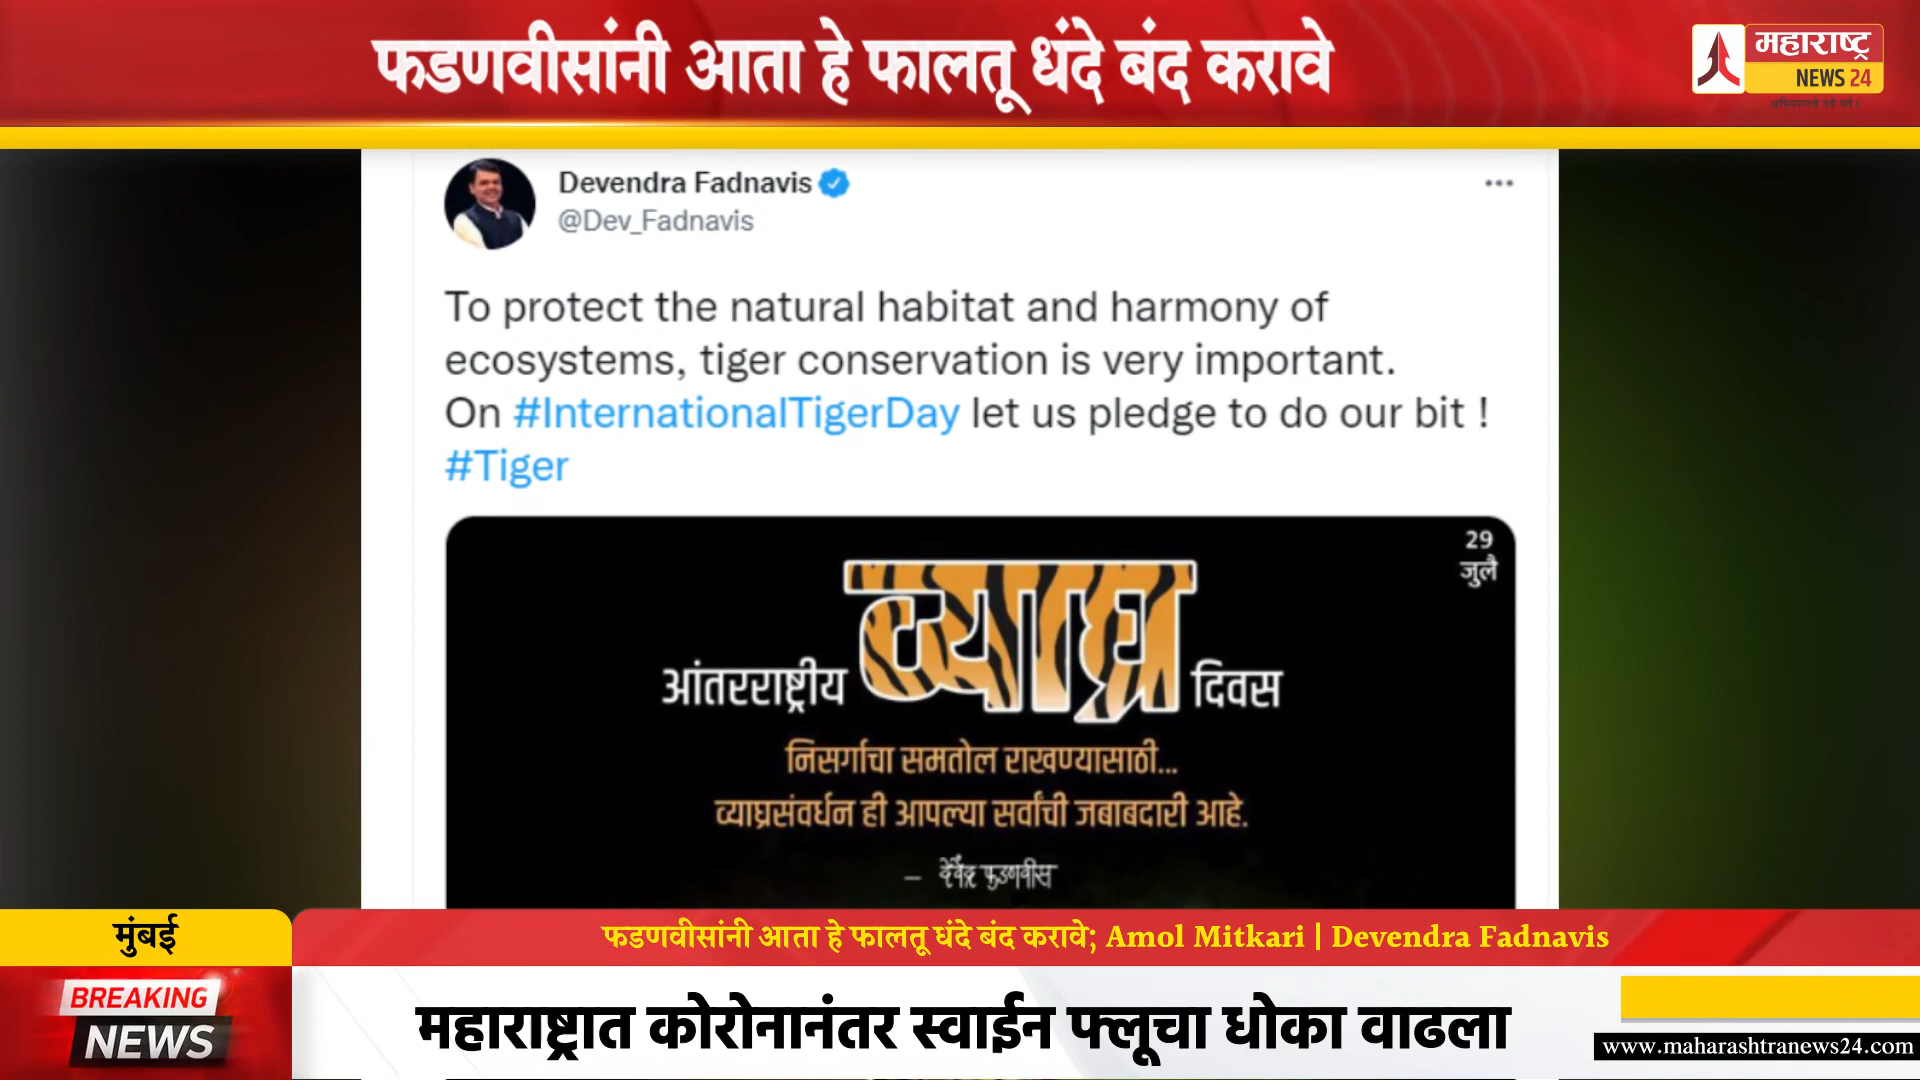 फडणवीसांनी आता हे फालतू धंदे बंद करावे
महाराष्ट्र
NEWS 24
Devendra Fadnavis
@Dev_Fadnavis
To protect the natural habitat and harmony of
ecosystems, tiger conservation is very important.
On #InternationalTigerDay let us pledge to do our bit !
#Tiger
29
जुलै
आंतरराष्ट्रीय व्याघ्र दिवस
निसर्गाचा समतोल राखण्यासाठी...
व्याघ्रसंवर्धन ही आपल्या सर्वांची जबाबदारी आहे.
– देवेंद्र फडणवीस
मुंबई
फडणवीसांनी आता हे फालतू धंदे बंद करावे; Amol Mitkari | Devendra Fadnavis
BREAKING
NEWS
महाराष्ट्रात कोरोनानंतर स्वाईन फ्लूचा धोका वाढला
www.maharashtranews24.com